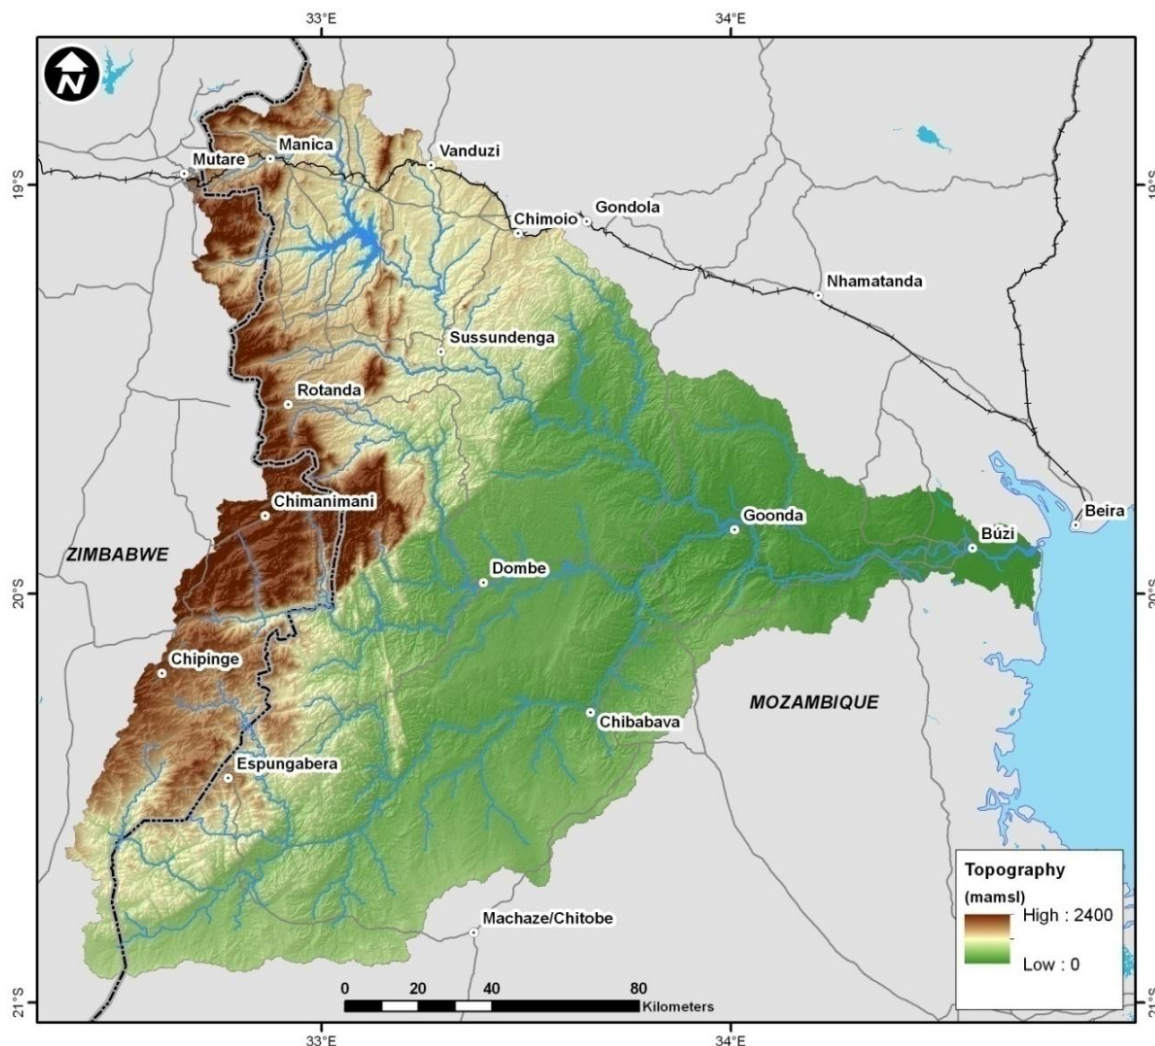 33°E
34°E
N
Manica
Vanduzi
Mutare
19°S
19°S
Chimoio
Gondola
Nhamatanda
Sussundenga
Rotanda
Chimanimani
Goonda
Beira
Búzi
ZIMBABWE
Dombe
20°S
20°S
Chipinge
MOZAMBIQUE
Chibabava
Espungabera
Topography
(mamsl)
High : 2400
Low : 0
Machaze/Chitobe
0 20 40 80
Kilometers
21°S
21°S
33°E
34°E